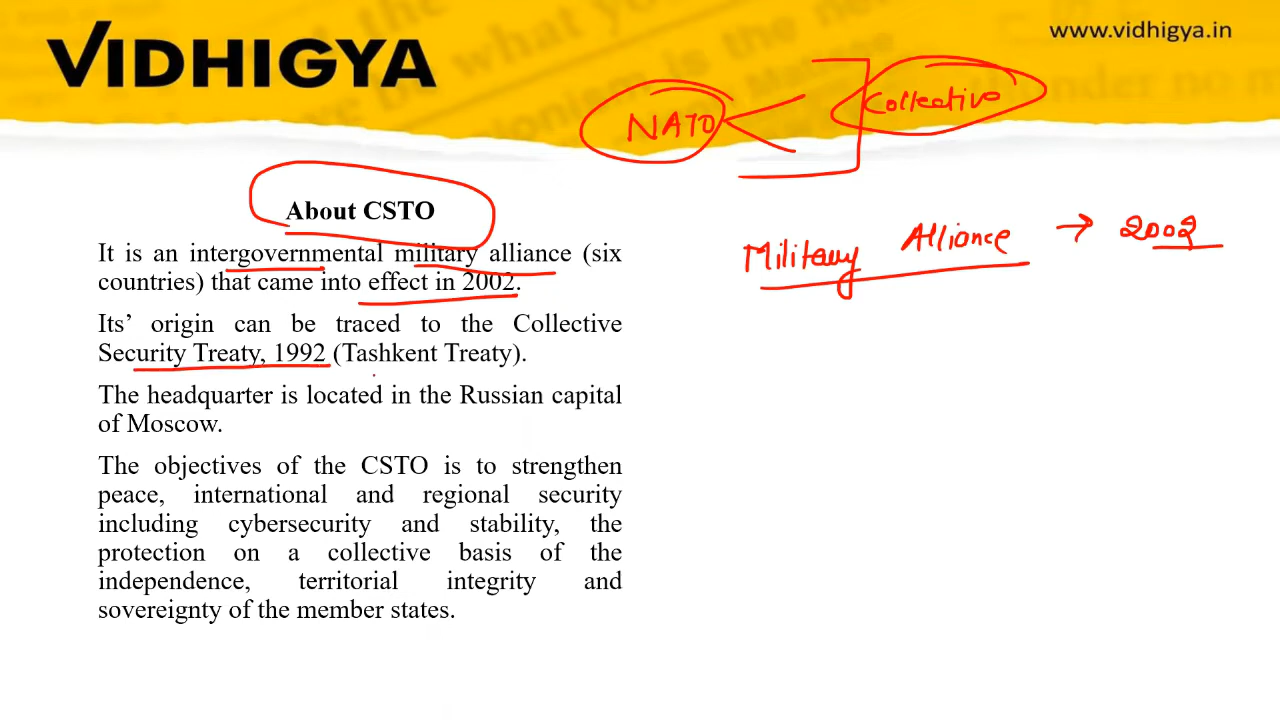 VIDHIGYA
www.vidhigya.in
NATO
Collective
About CSTO
It is an intergovernmental military alliance (six
countries) that came into effect in 2002.
Its’ origin can be traced to the Collective
Security Treaty, 1992 (Tashkent Treaty).
The headquarter is located in the Russian capital
of Moscow.
The objectives of the CSTO is to strengthen
peace, international and regional security
including cybersecurity and stability, the
protection on a collective basis of the
independence, territorial integrity and
sovereignty of the member states.
Military Alliance → 2002